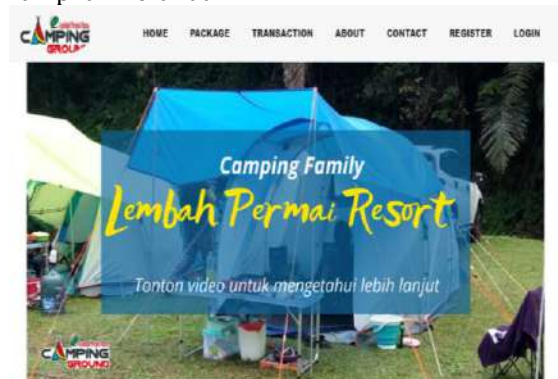 CAMPING
GROUND
HOME PACKAGE TRANSACTION ABOUT CONTACT REGISTER LOGIN
Camping Family
Lembah Permai Resort
Tonton video untuk mengetahui lebih lanjut
CAMPING
GROUND